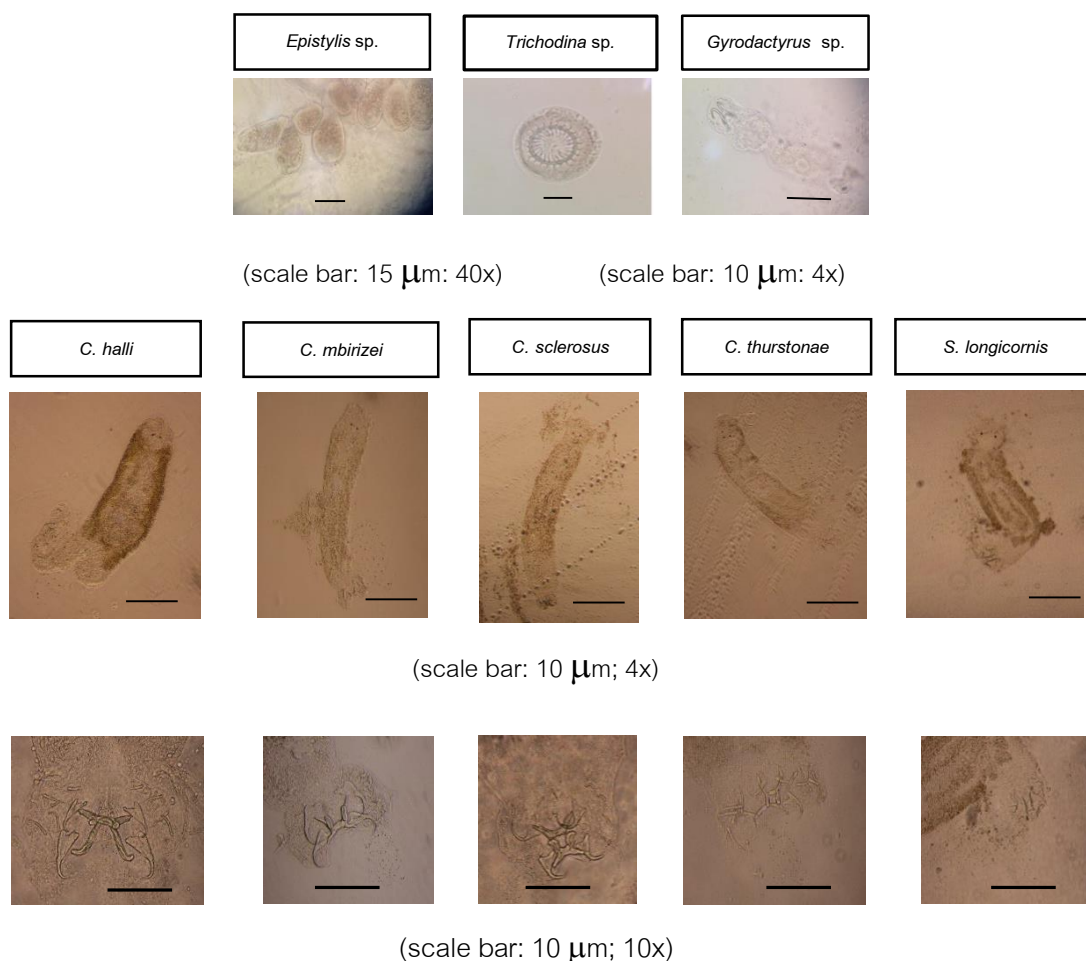 Epistylis sp.
Trichodina sp.
Gyrodactyrus sp.
(scale bar: 15 μm: 40x)
(scale bar: 10 μm: 4x)
C. halli
C. mbirizei
C. sclerosus
C. thurstonae
S. longicornis
(scale bar: 10 μm; 4x)
(scale bar: 10 μm; 10x)